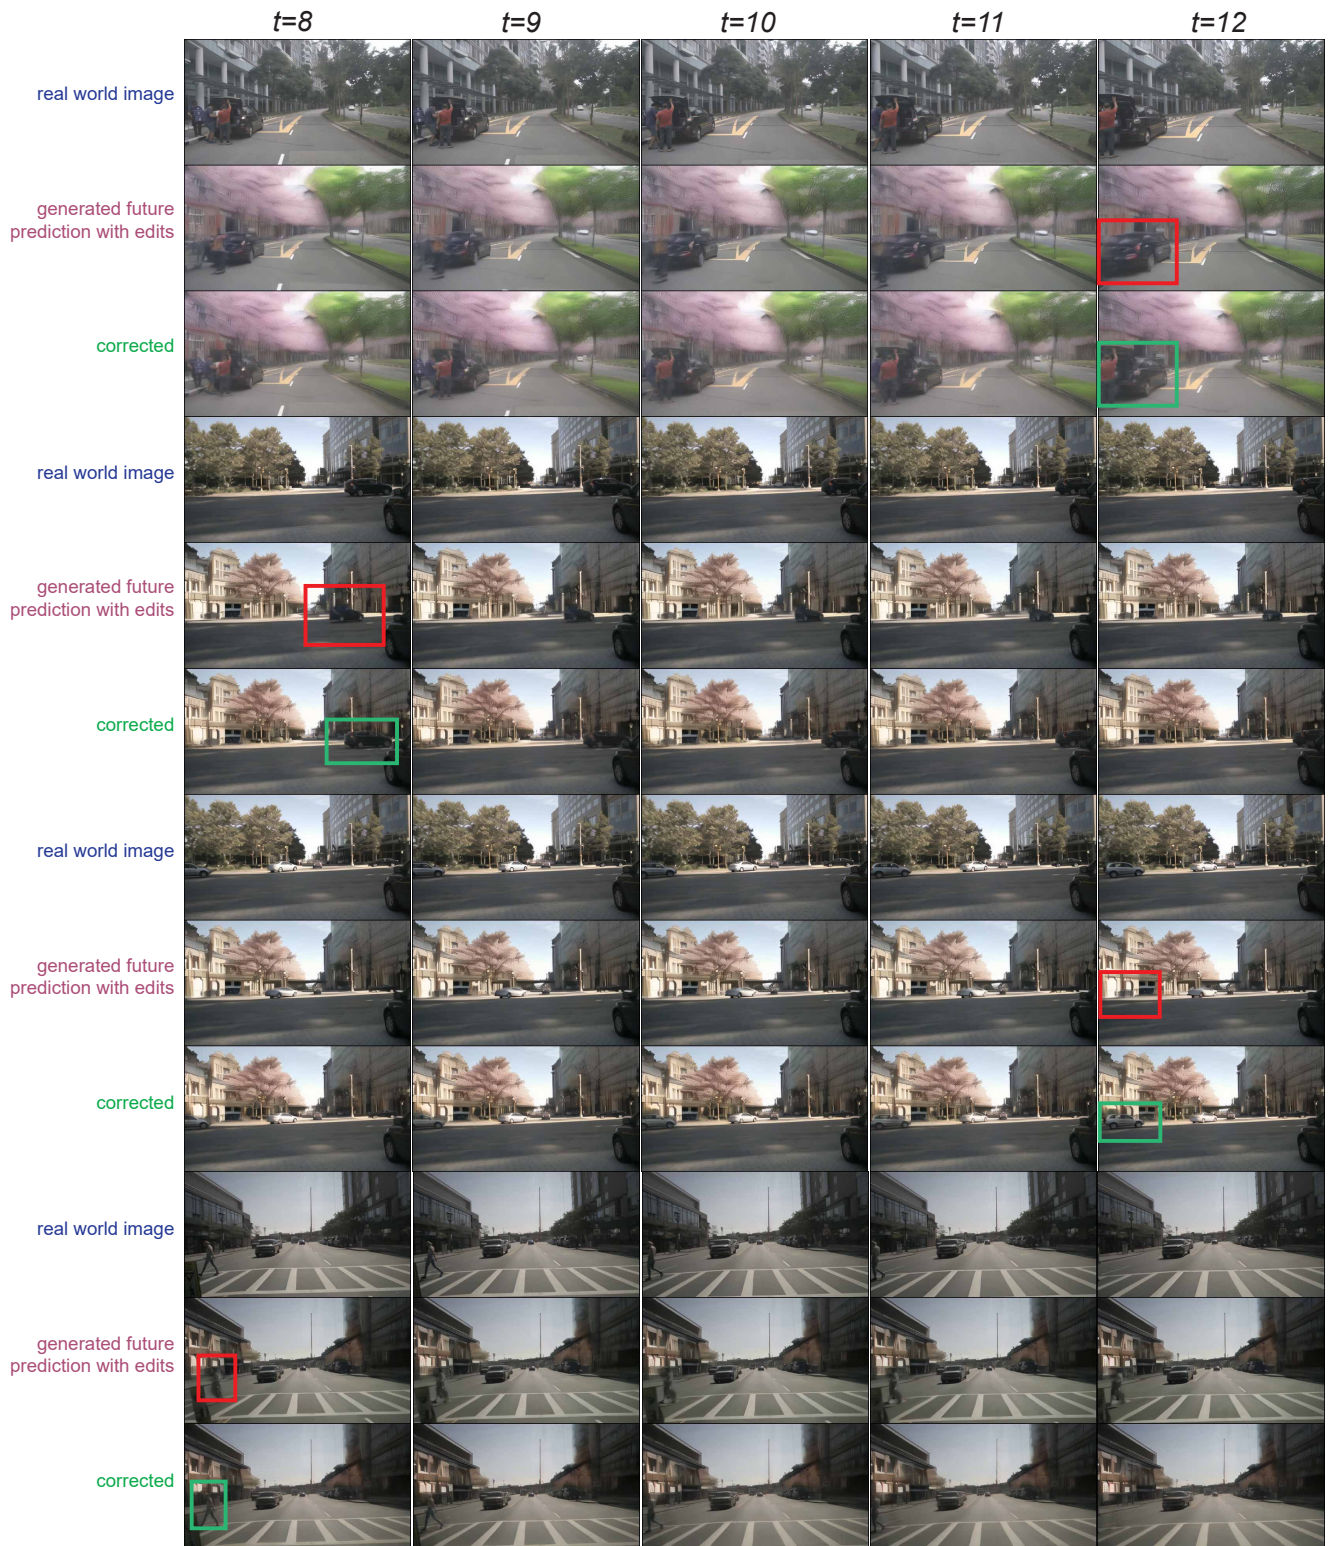 t=8 t=9 t=10 t=11 t=12
real world image
generated future
prediction with edits
corrected
real world image
generated future
prediction with edits
corrected
real world image
generated future
prediction with edits
corrected
real world image
generated future
prediction with edits
corrected